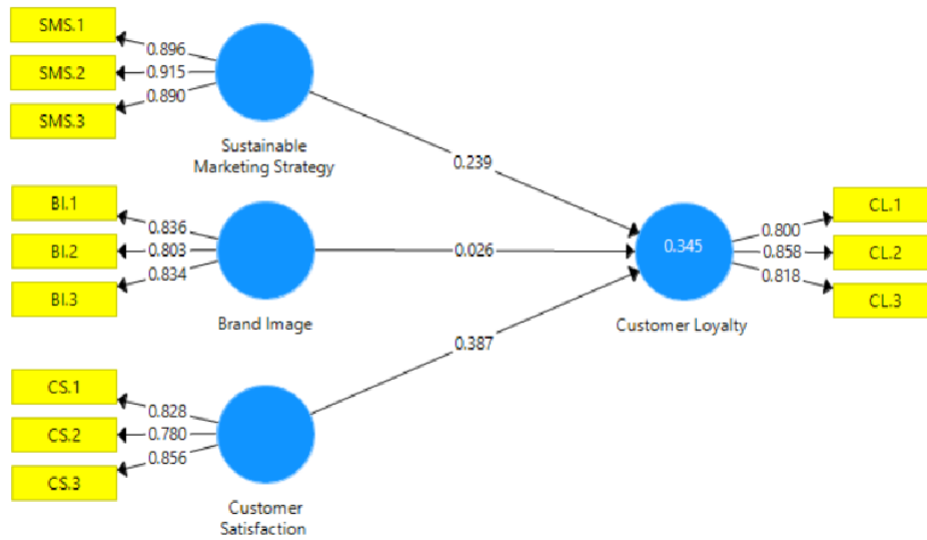 SMS.1
0.896
SMS.2
0.915
0.890
SMS.3
Sustainable
Marketing Strategy
0.239
BI.1
0.836
BI.2
0.803
0.834
BI.3
Brand Image
0.026
0.345
Customer Loyalty
0.800
CL.1
0.858
CL.2
0.818
CL.3
0.387
CS.1
0.828
CS.2
0.780
0.856
CS.3
Customer
Satisfaction